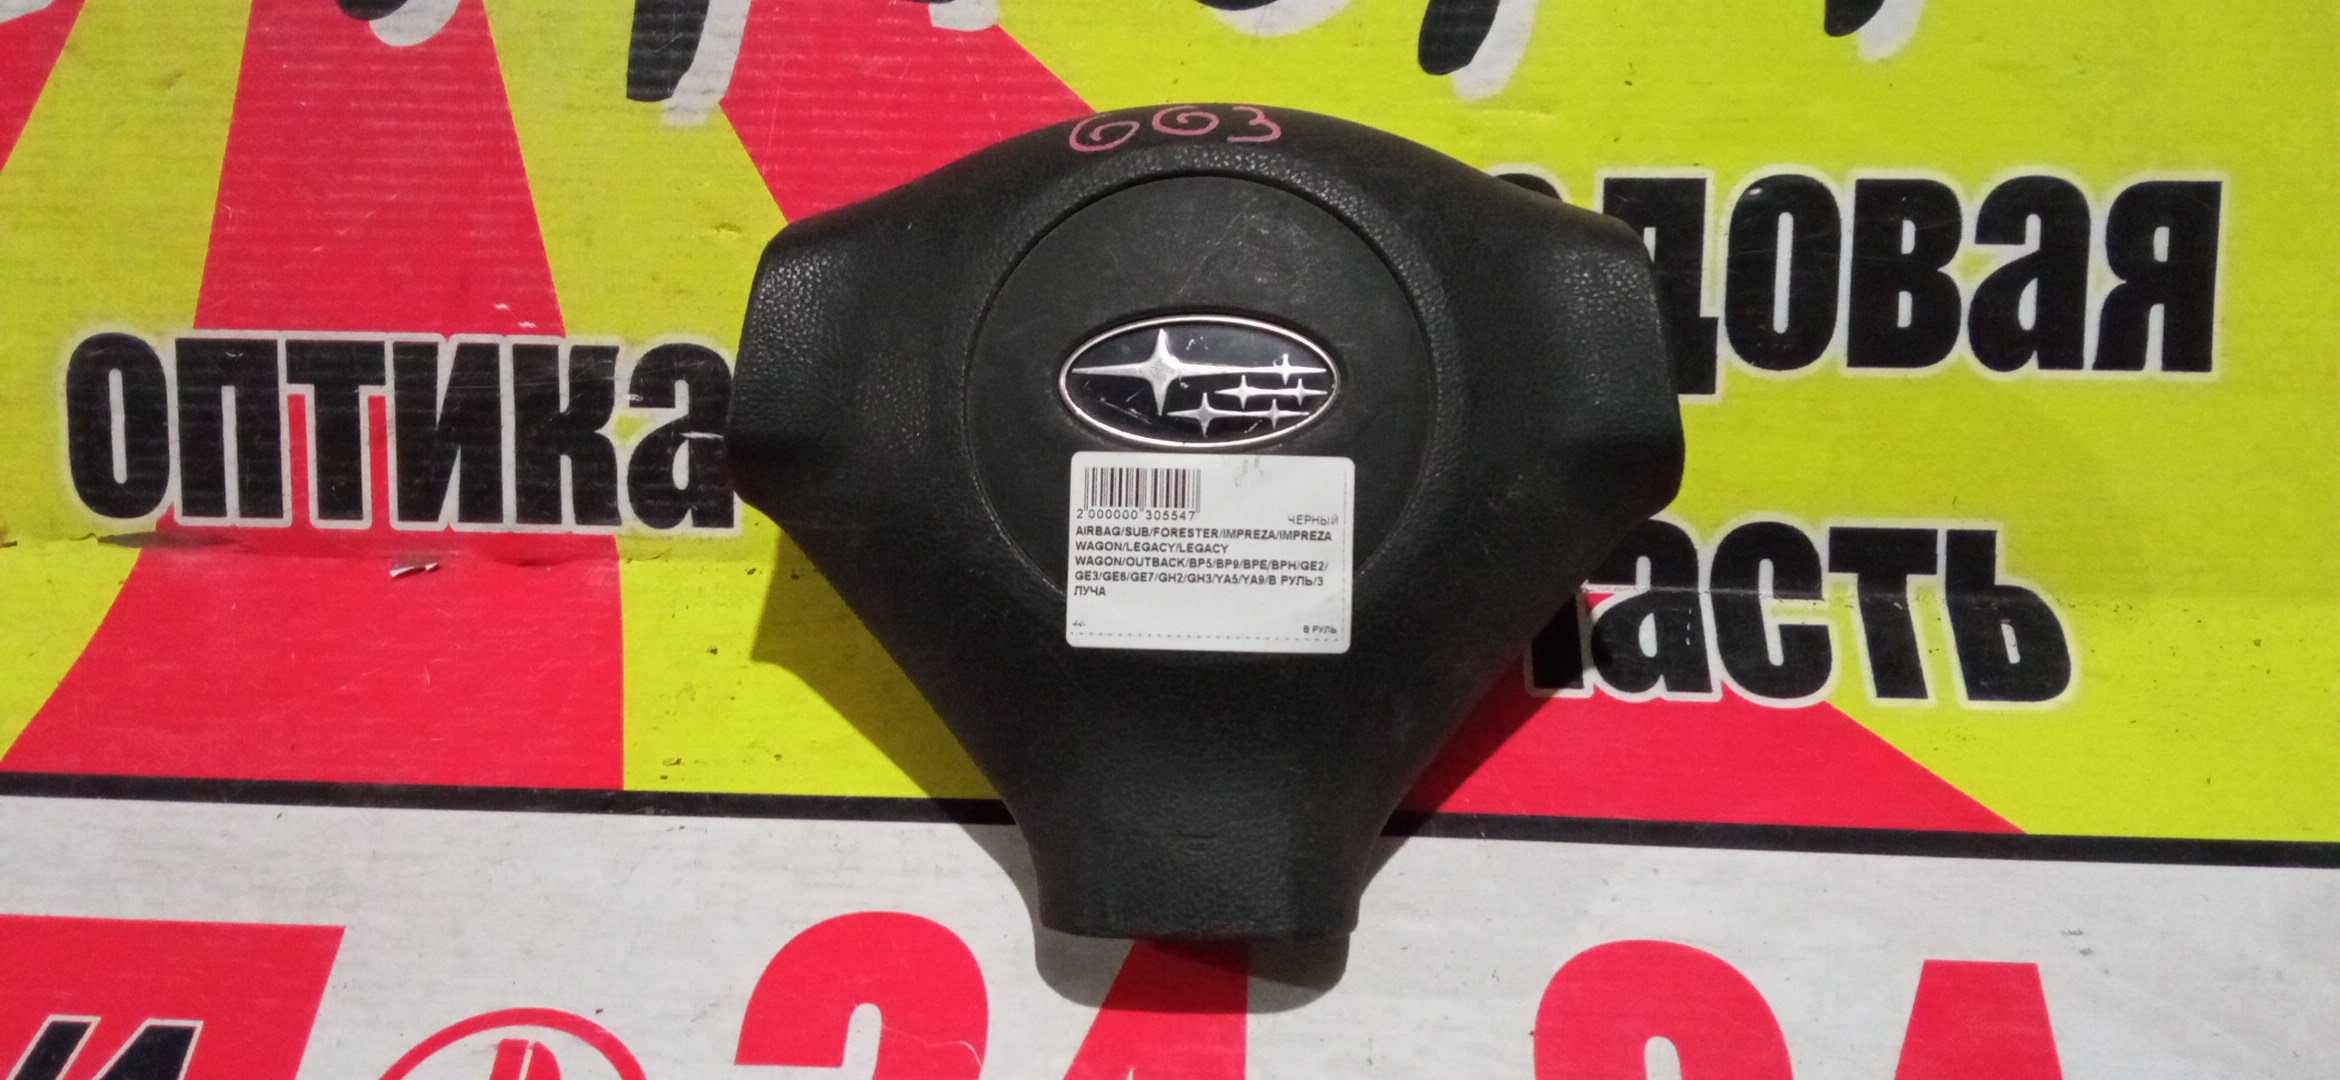 GG3
довая
оптика
2 000000 305547
ЧЕРНЫЙ
AIRBAG/SUB/FORESTER/IMPREZA/IMPREZA
WAGON/LEGACY/LEGACY
WAGON/OUTBACK/BP5/BP9/BPE/BPH/GE2/
GE3/GE6/GE7/GH2/GH3/YA5/YA9/В РУЛЬ/3
ЛУЧА
В РУЛЬ
асть